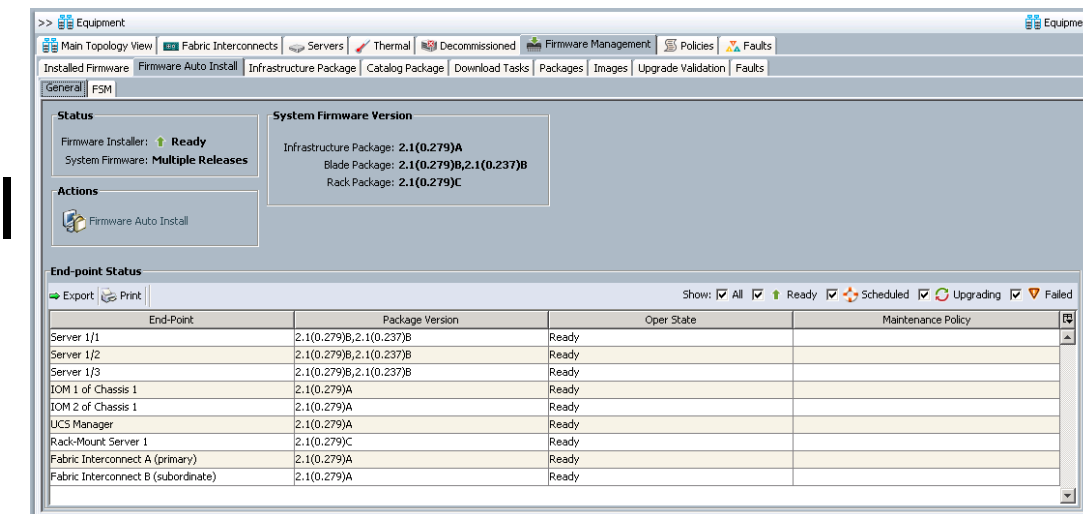 >> Equipment Equipme
Main Topology View Fabric Interconnects Servers Thermal Decommissioned Firmware Management Policies Faults
Installed Firmware Firmware Auto Install Infrastructure Package Catalog Package Download Tasks Packages Images Upgrade Validation Faults
General FSM
Status
Firmware Installer: Ready
System Firmware: Multiple Releases
System Firmware Version
Infrastructure Package: 2.1(0.279)A
Blade Package: 2.1(0.279)B,2.1(0.237)B
Rack Package: 2.1(0.279)C
Actions
Firmware Auto Install
End-point Status
Export Print Show: All Ready Scheduled Upgrading Failed
End-Point Package Version Oper State Maintenance Policy
Server 1/1 2.1(0.279)B,2.1(0.237)B Ready
Server 1/2 2.1(0.279)B,2.1(0.237)B Ready
Server 1/3 2.1(0.279)B,2.1(0.237)B Ready
IOM 1 of Chassis 1 2.1(0.279)A Ready
IOM 2 of Chassis 1 2.1(0.279)A Ready
UCS Manager 2.1(0.279)A Ready
Rack-Mount Server 1 2.1(0.279)C Ready
Fabric Interconnect A (primary) 2.1(0.279)A Ready
Fabric Interconnect B (subordinate) 2.1(0.279)A Ready